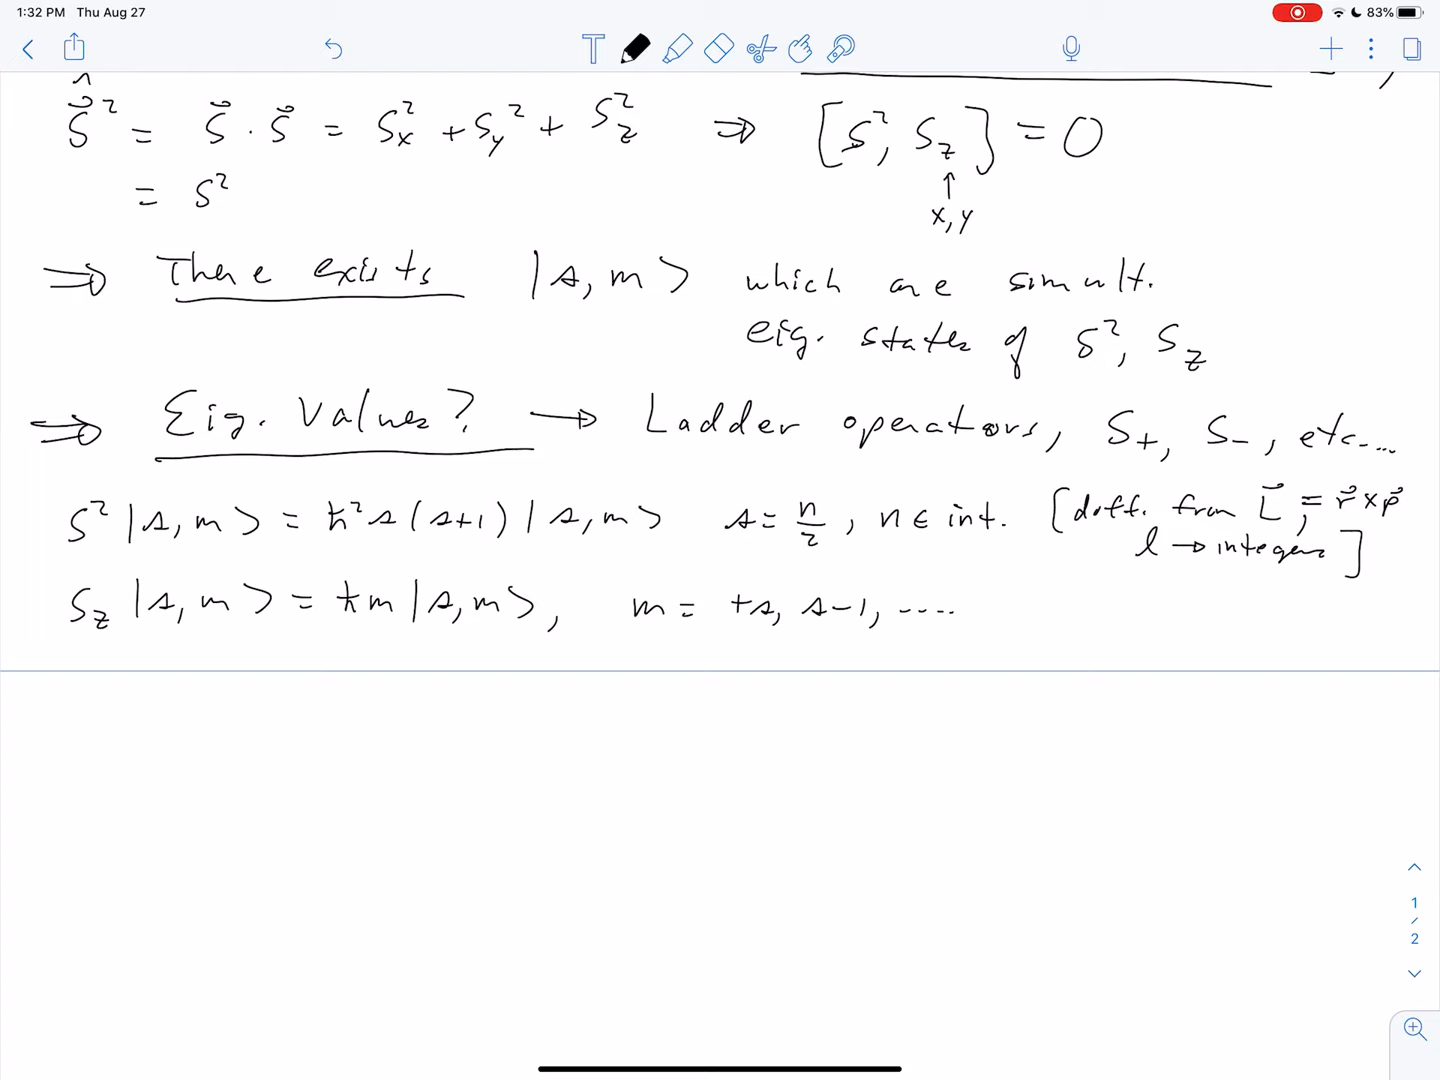 1:32 PM Thu Aug 27 83%
T
Ŝ⃗² = S⃗ · S⃗ = Sx² + Sy² + Sz² ⇒ [S², Sz] = 0
= S² ↑
x, y
⇒ There exists |s, m> which are simult.
eig. states of S², Sz
⇒ Eig. Values? → Ladder operators, S+, S-, etc....
S² |s, m> = ħ² s(s+1) |s, m> s = n/2, n ∈ int. [diff. from L⃗ = r⃗ × p⃗,
l → integers]
Sz |s, m> = ħm |s, m>, m = +s, s-1, ....
1
/
2